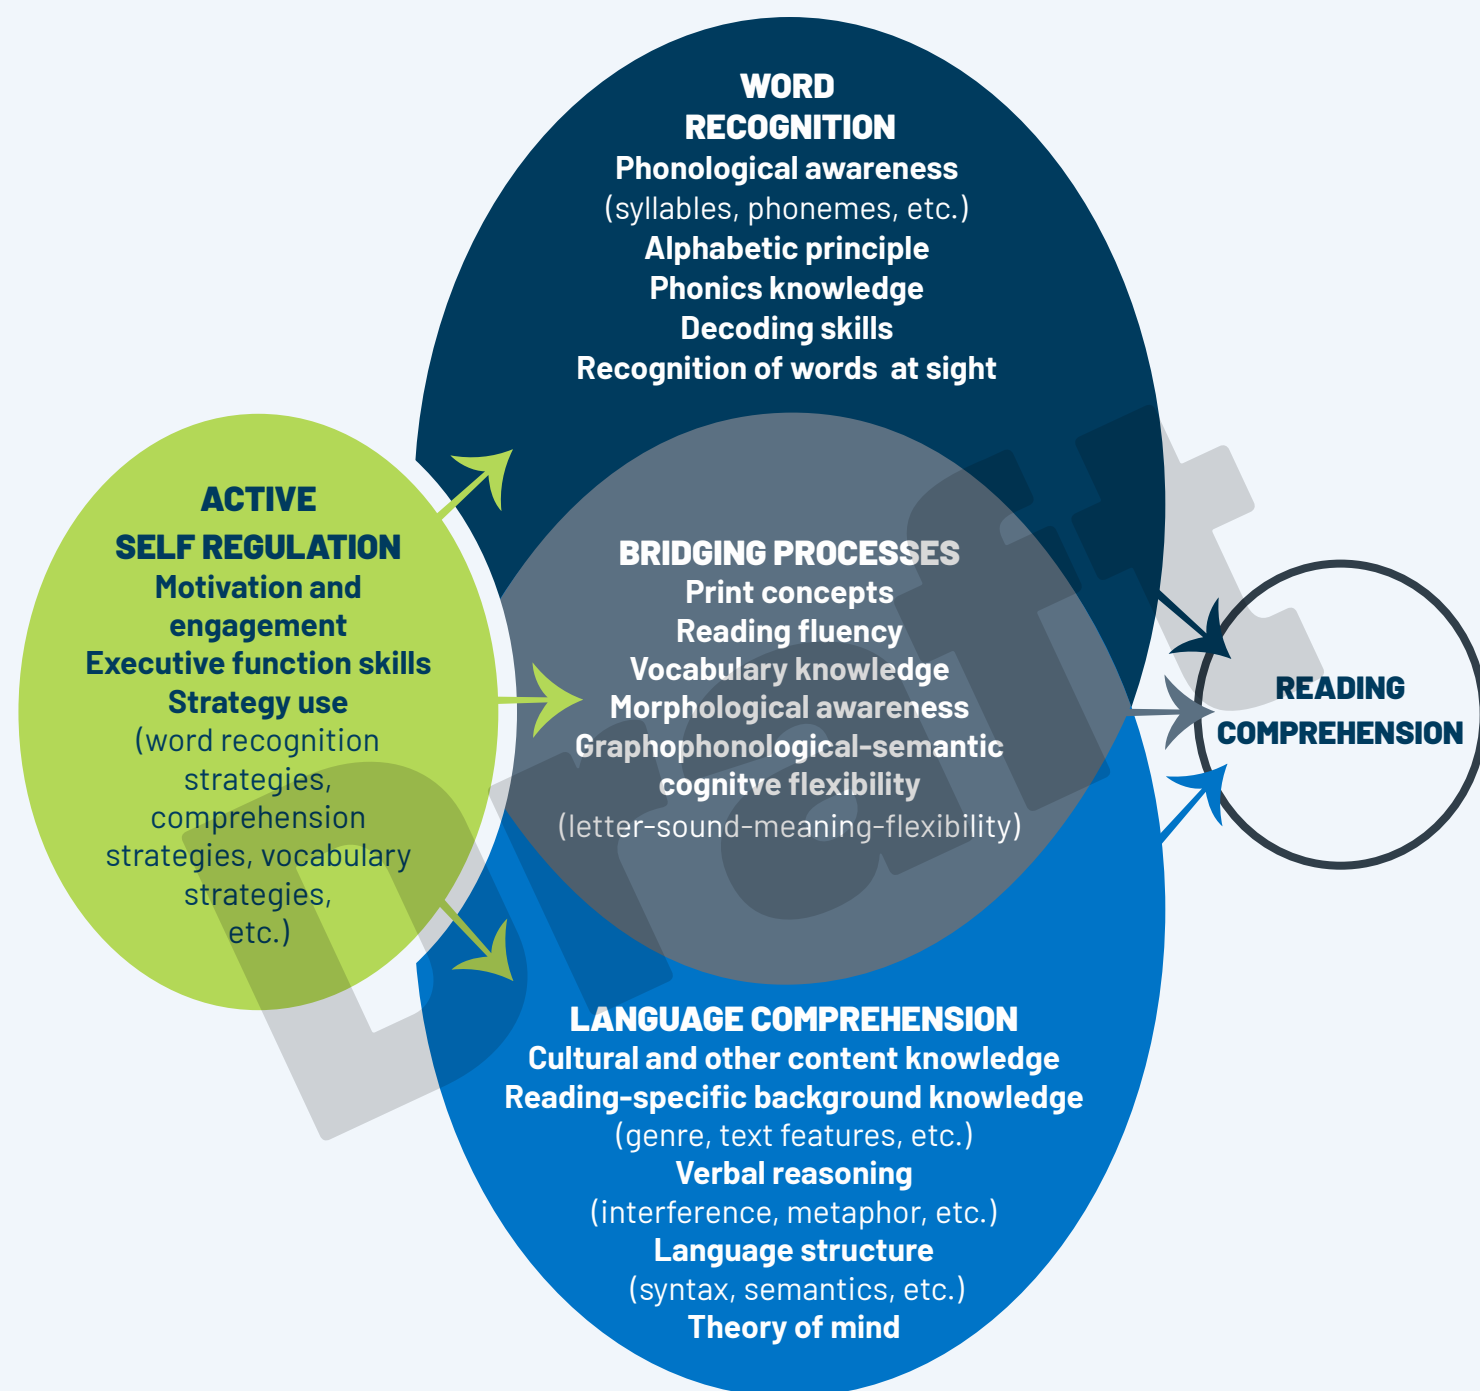 WORD
RECOGNITION
Phonological awareness
(syllables, phonemes, etc.)
Alphabetic principle
Phonics knowledge
Decoding skills
Recognition of words at sight
ACTIVE
SELF REGULATION
Motivation and
engagement
Executive function skills
Strategy use
(word recognition
strategies,
comprehension
strategies, vocabulary
strategies,
etc.)
BRIDGING PROCESSES
Print concepts
Reading fluency
Vocabulary knowledge
Morphological awareness
Graphophonological-semantic
cognitve flexibility
(letter-sound-meaning-flexibility)
READING
COMPREHENSION
LANGUAGE COMPREHENSION
Cultural and other content knowledge
Reading-specific background knowledge
(genre, text features, etc.)
Verbal reasoning
(interference, metaphor, etc.)
Language structure
(syntax, semantics, etc.)
Theory of mind
Draft